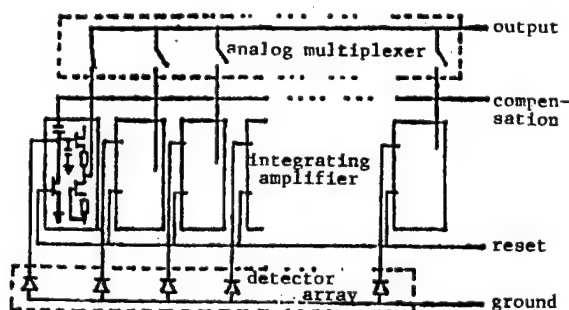 output
analog multiplexer
compen-
sation
Integrating
amplifier
reset
detector
array
ground